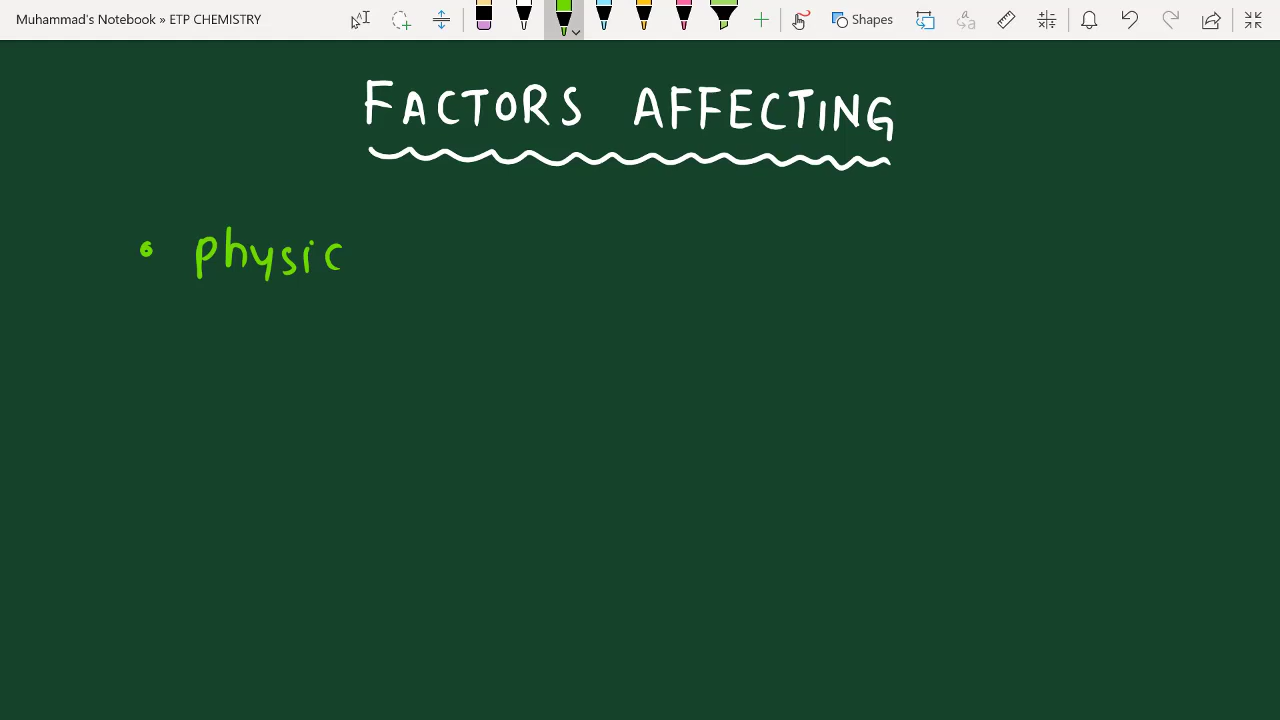 Muhammad's Notebook » ETP CHEMISTRY
Shapes
FACTORS AFFECTING
• physic